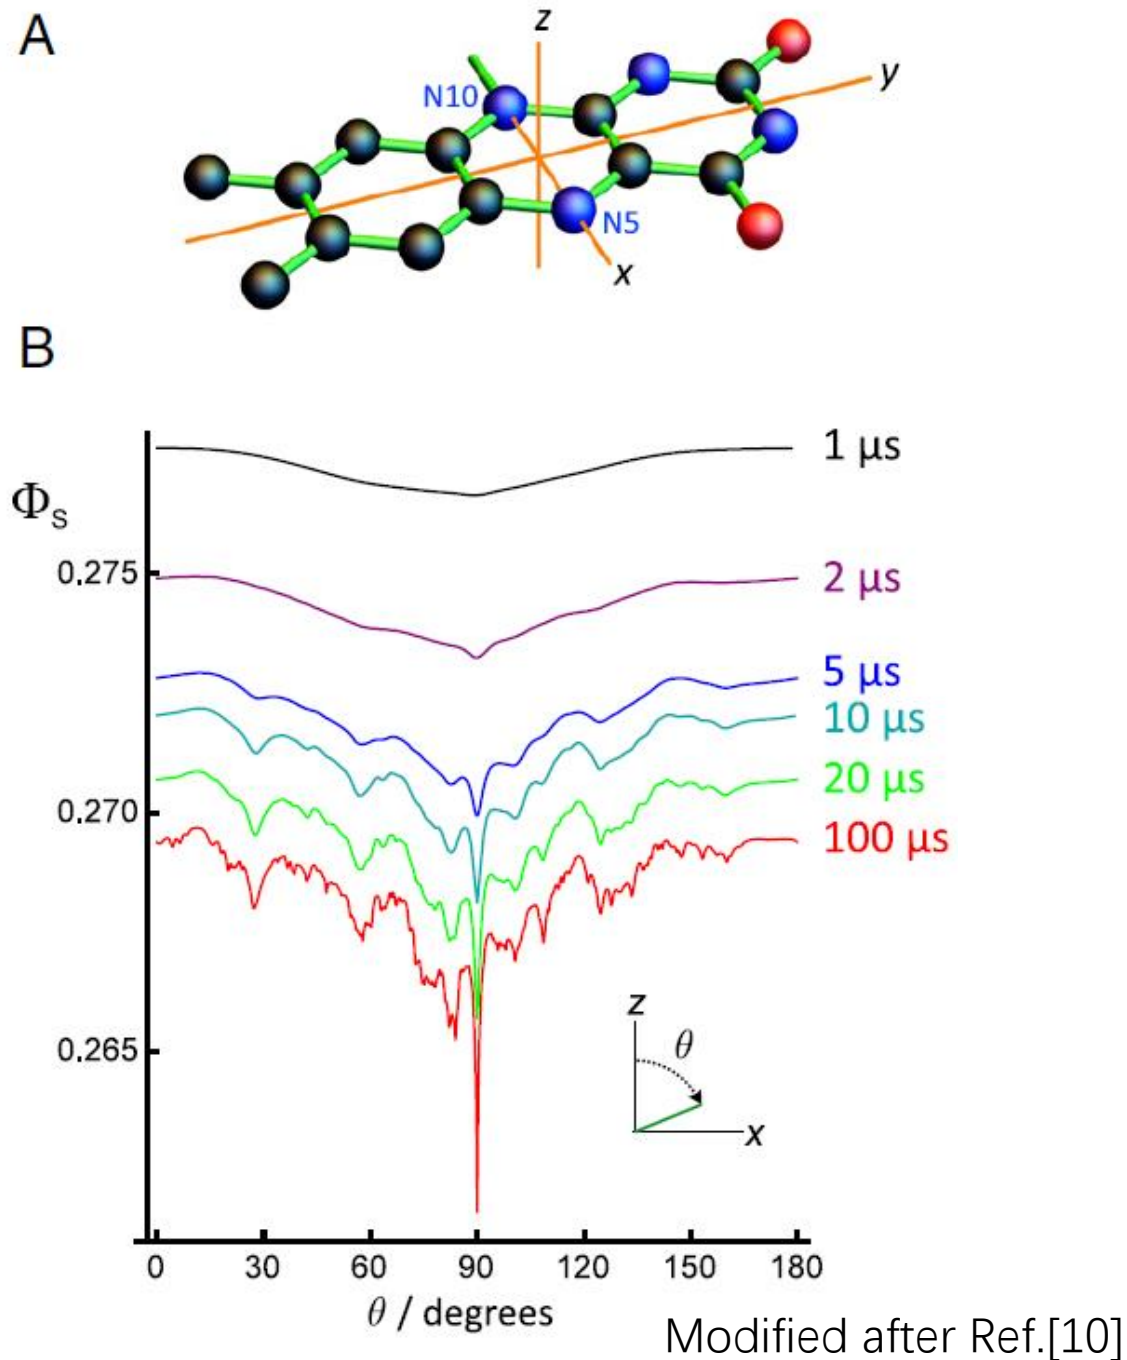 A
z
y
N10
N5
x
B
1 μs
Φs
0.275
2 μs
5 μs
10 μs
20 μs
0.270
100 μs
z
θ
0.265
x
0 30 60 90 120 150 180
θ / degrees
Modified after Ref.[10]